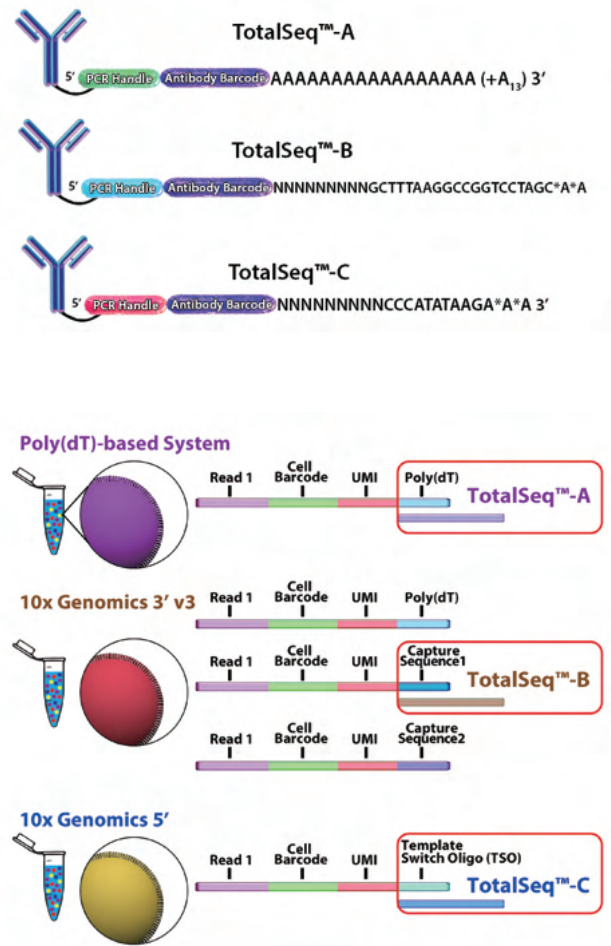 TotalSeq™-A
5′ PCR Handle Antibody Barcode AAAAAAAAAAAAAAAAA (+A13) 3′
TotalSeq™-B
5′ PCR Handle Antibody Barcode NNNNNNNNNGCTTTAAGGCCGGTCCTAGC*A*A
TotalSeq™-C
5′ PCR Handle Antibody Barcode NNNNNNNNNCCCATATAAGA*A*A 3′
Poly(dT)-based System
Read 1 Cell Barcode UMI Poly(dT)
TotalSeq™-A
10x Genomics 3′ v3
Read 1 Cell Barcode UMI Poly(dT)
Read 1 Cell Barcode UMI Capture Sequence1
TotalSeq™-B
Read 1 Cell Barcode UMI Capture Sequence2
10x Genomics 5′
Read 1 Cell Barcode UMI Template Switch Oligo (TSO)
TotalSeq™-C